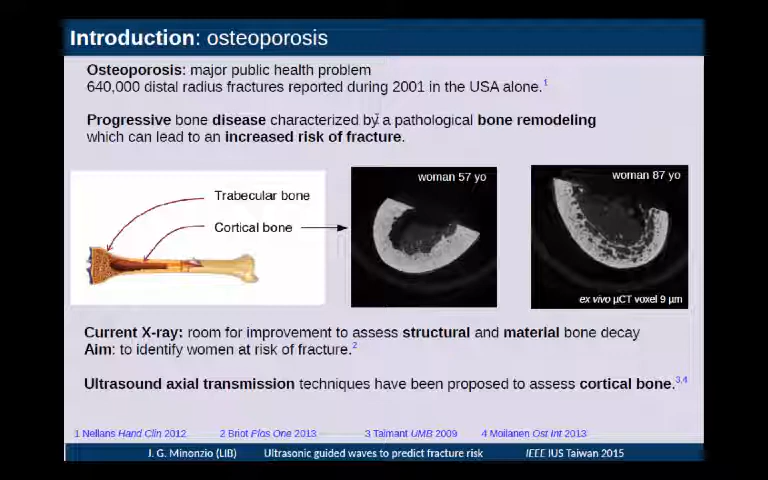 Introduction: osteoporosis
Osteoporosis: major public health problem
640,000 distal radius fractures reported during 2001 in the USA alone.1
Progressive bone disease characterized by a pathological bone remodeling
which can lead to an increased risk of fracture.
Trabecular bone
Cortical bone
woman 57 yo
woman 87 yo
ex vivo µCT voxel 9 µm
Current X-ray: room for improvement to assess structural and material bone decay
Aim: to identify women at risk of fracture.2
Ultrasound axial transmission techniques have been proposed to assess cortical bone.3,4
1 Nellans Hand Clin 2012 2 Briot Plos One 2013 3 Talmant UMB 2009 4 Moilanen Ost Int 2013
J. G. Minonzio (LIB) Ultrasonic guided waves to predict fracture risk IEEE IUS Taiwan 2015